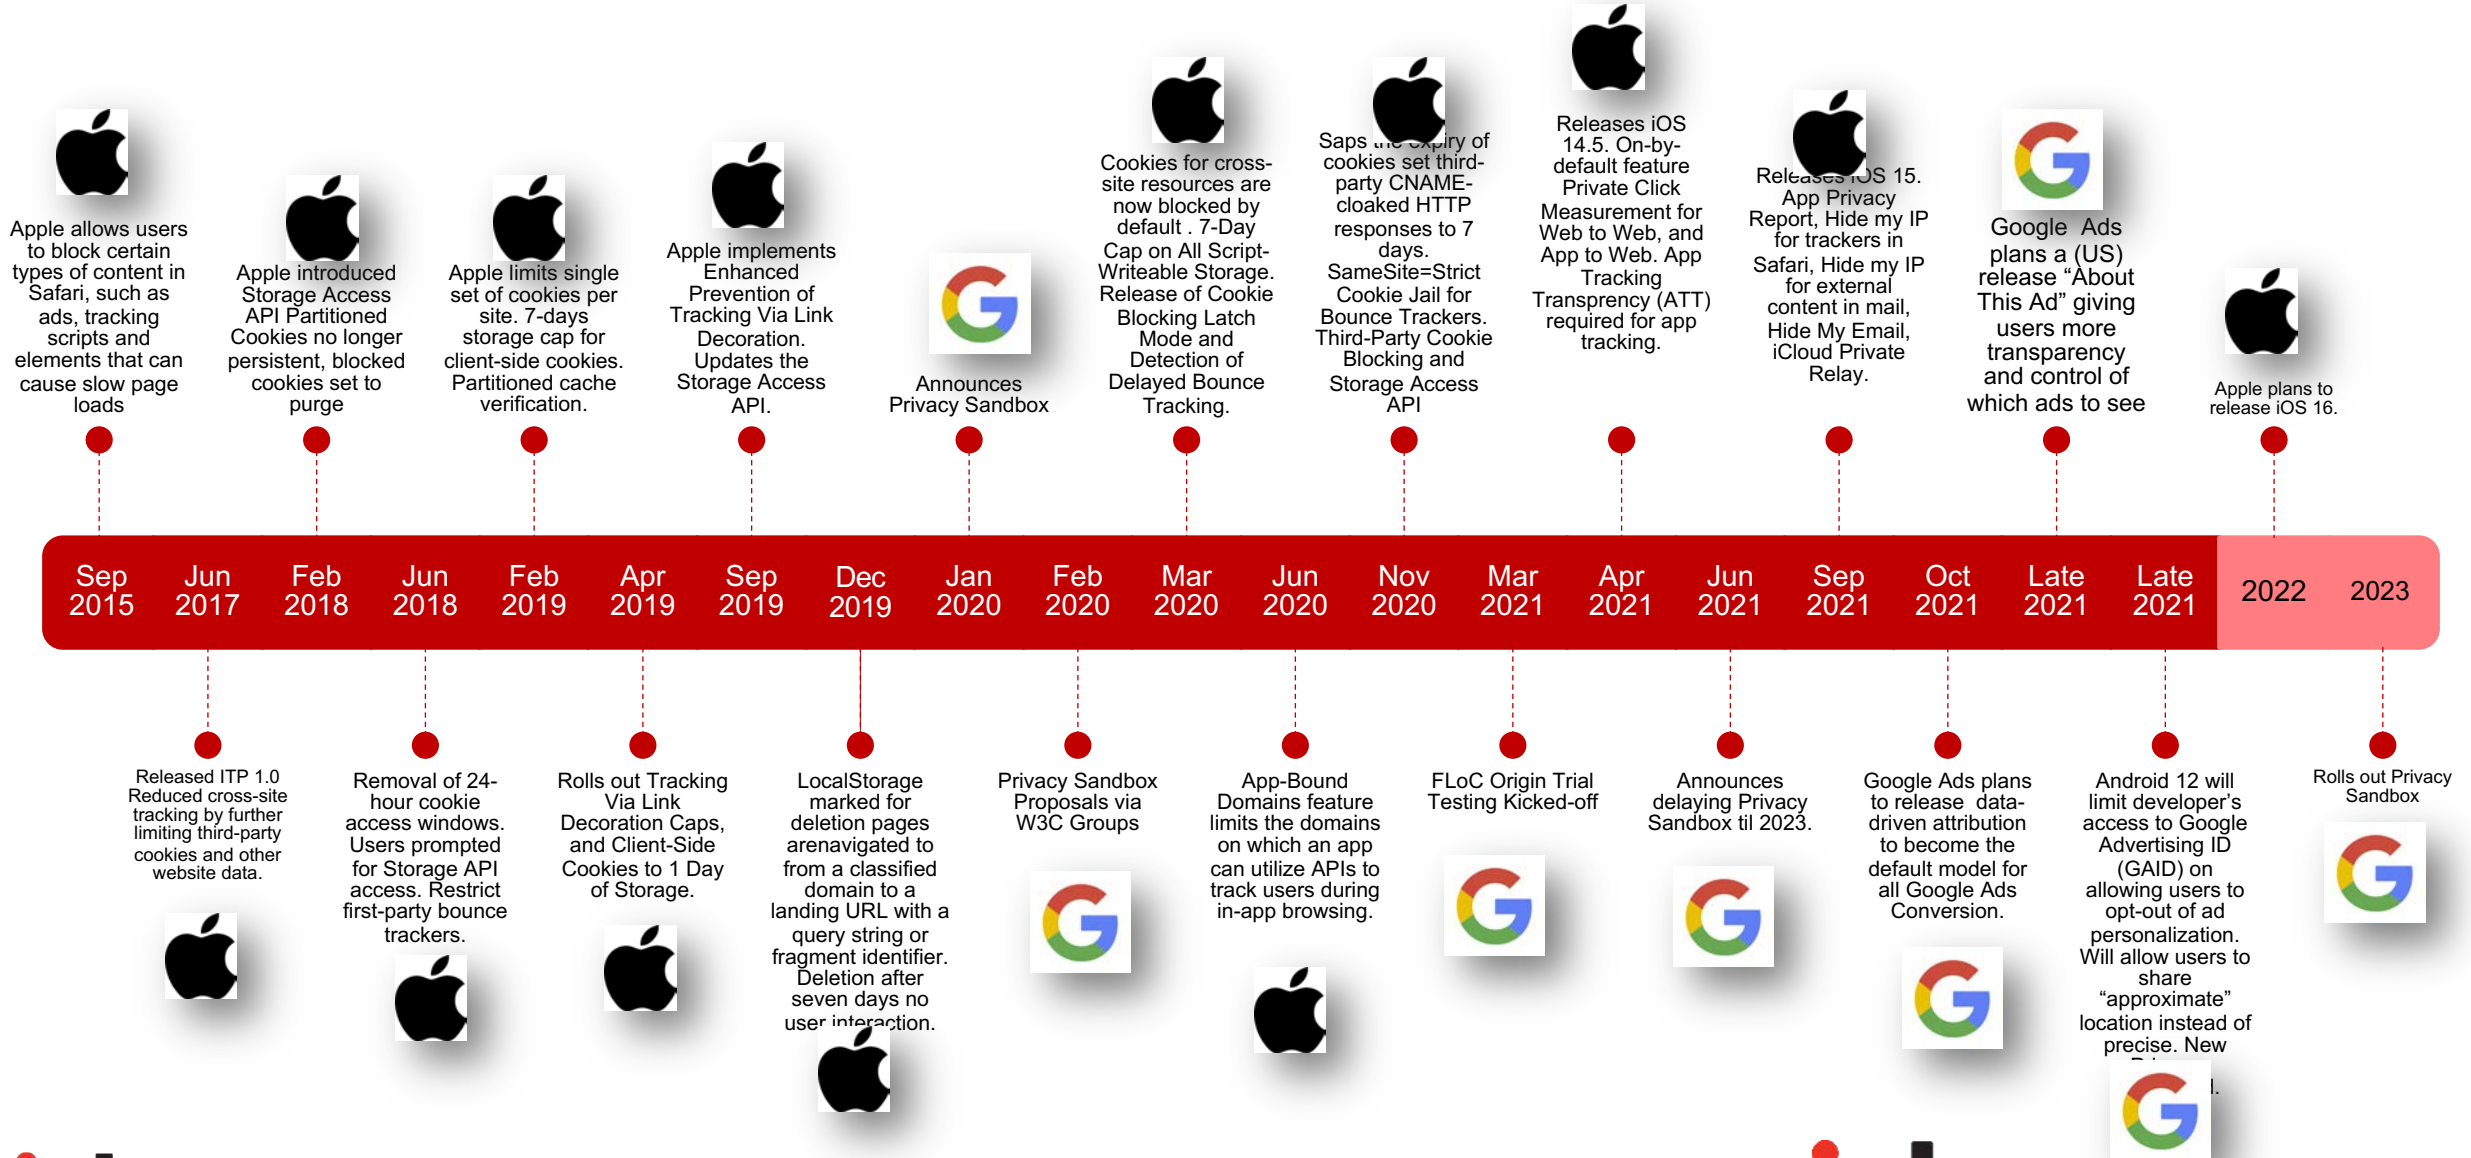 Apple allows users
to block certain
types of content in
Safari, such as
ads, tracking
scripts and
elements that can
cause slow page
loads
Apple introduced
Storage Access
API Partitioned
Cookies no longer
persistent, blocked
cookies set to
purge
Apple limits single
set of cookies per
site. 7-days
storage cap for
client-side cookies.
Partitioned cache
verification.
Apple implements
Enhanced
Prevention of
Tracking Via Link
Decoration.
Updates the
Storage Access
API.
Announces
Privacy Sandbox
Cookies for cross-
site resources are
now blocked by
default . 7-Day
Cap on All Script-
Writeable Storage.
Release of Cookie
Blocking Latch
Mode and
Detection of
Delayed Bounce
Tracking.
Saps the expiry of
cookies set third-
party CNAME-
cloaked HTTP
responses to 7
days.
SameSite=Strict
Cookie Jail for
Bounce Trackers.
Third-Party Cookie
Blocking and
Storage Access
API
Releases iOS
14.5. On-by-
default feature
Private Click
Measurement for
Web to Web, and
App to Web. App
Tracking
Transprency (ATT)
required for app
tracking.
Releases iOS 15.
App Privacy
Report, Hide my IP
for trackers in
Safari, Hide my IP
for external
content in mail,
Hide My Email,
iCloud Private
Relay.
Google Ads
plans a (US)
release “About
This Ad” giving
users more
transparency
and control of
which ads to see
Apple plans to
release iOS 16.
Sep
2015
Jun
2017
Feb
2018
Jun
2018
Feb
2019
Apr
2019
Sep
2019
Dec
2019
Jan
2020
Feb
2020
Mar
2020
Jun
2020
Nov
2020
Mar
2021
Apr
2021
Jun
2021
Sep
2021
Oct
2021
Late
2021
Late
2021
2022
2023
Released ITP 1.0
Reduced cross-site
tracking by further
limiting third-party
cookies and other
website data.
Removal of 24-
hour cookie
access windows.
Users prompted
for Storage API
access. Restrict
first-party bounce
trackers.
Rolls out Tracking
Via Link
Decoration Caps,
and Client-Side
Cookies to 1 Day
of Storage.
LocalStorage
marked for
deletion pages
arenavigated to
from a classified
domain to a
landing URL with a
query string or
fragment identifier.
Deletion after
seven days no
user interaction.
Privacy Sandbox
Proposals via
W3C Groups
App-Bound
Domains feature
limits the domains
on which an app
can utilize APIs to
track users during
in-app browsing.
FLoC Origin Trial
Testing Kicked-off
Announces
delaying Privacy
Sandbox til 2023.
Google Ads plans
to release data-
driven attribution
to become the
default model for
all Google Ads
Conversion.
Android 12 will
limit developer’s
access to Google
Advertising ID
(GAID) on
allowing users to
opt-out of ad
personalization.
Will allow users to
share
“approximate”
location instead of
precise. New
Rolls out Privacy
Sandbox